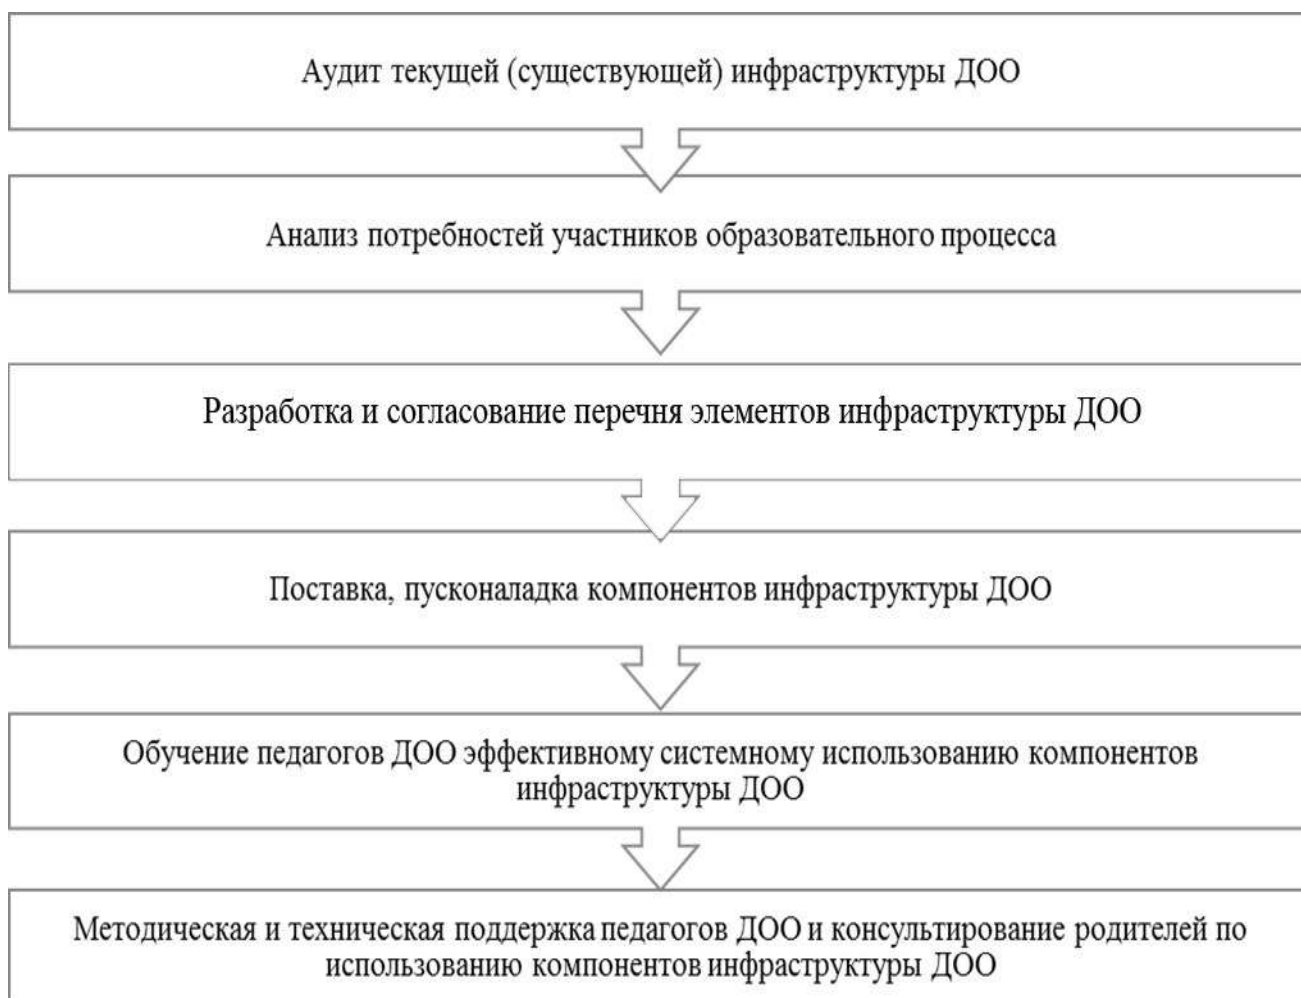 Аудит текущей (существующей) инфраструктуры ДОО
Анализ потребностей участников образовательного процесса
Разработка и согласование перечня элементов инфраструктуры ДОО
Поставка, пусконаладка компонентов инфраструктуры ДОО
Обучение педагогов ДОО эффективному системному использованию компонентов
инфраструктуры ДОО
Методическая и техническая поддержка педагогов ДОО и консультирование родителей по
использованию компонентов инфраструктуры ДОО